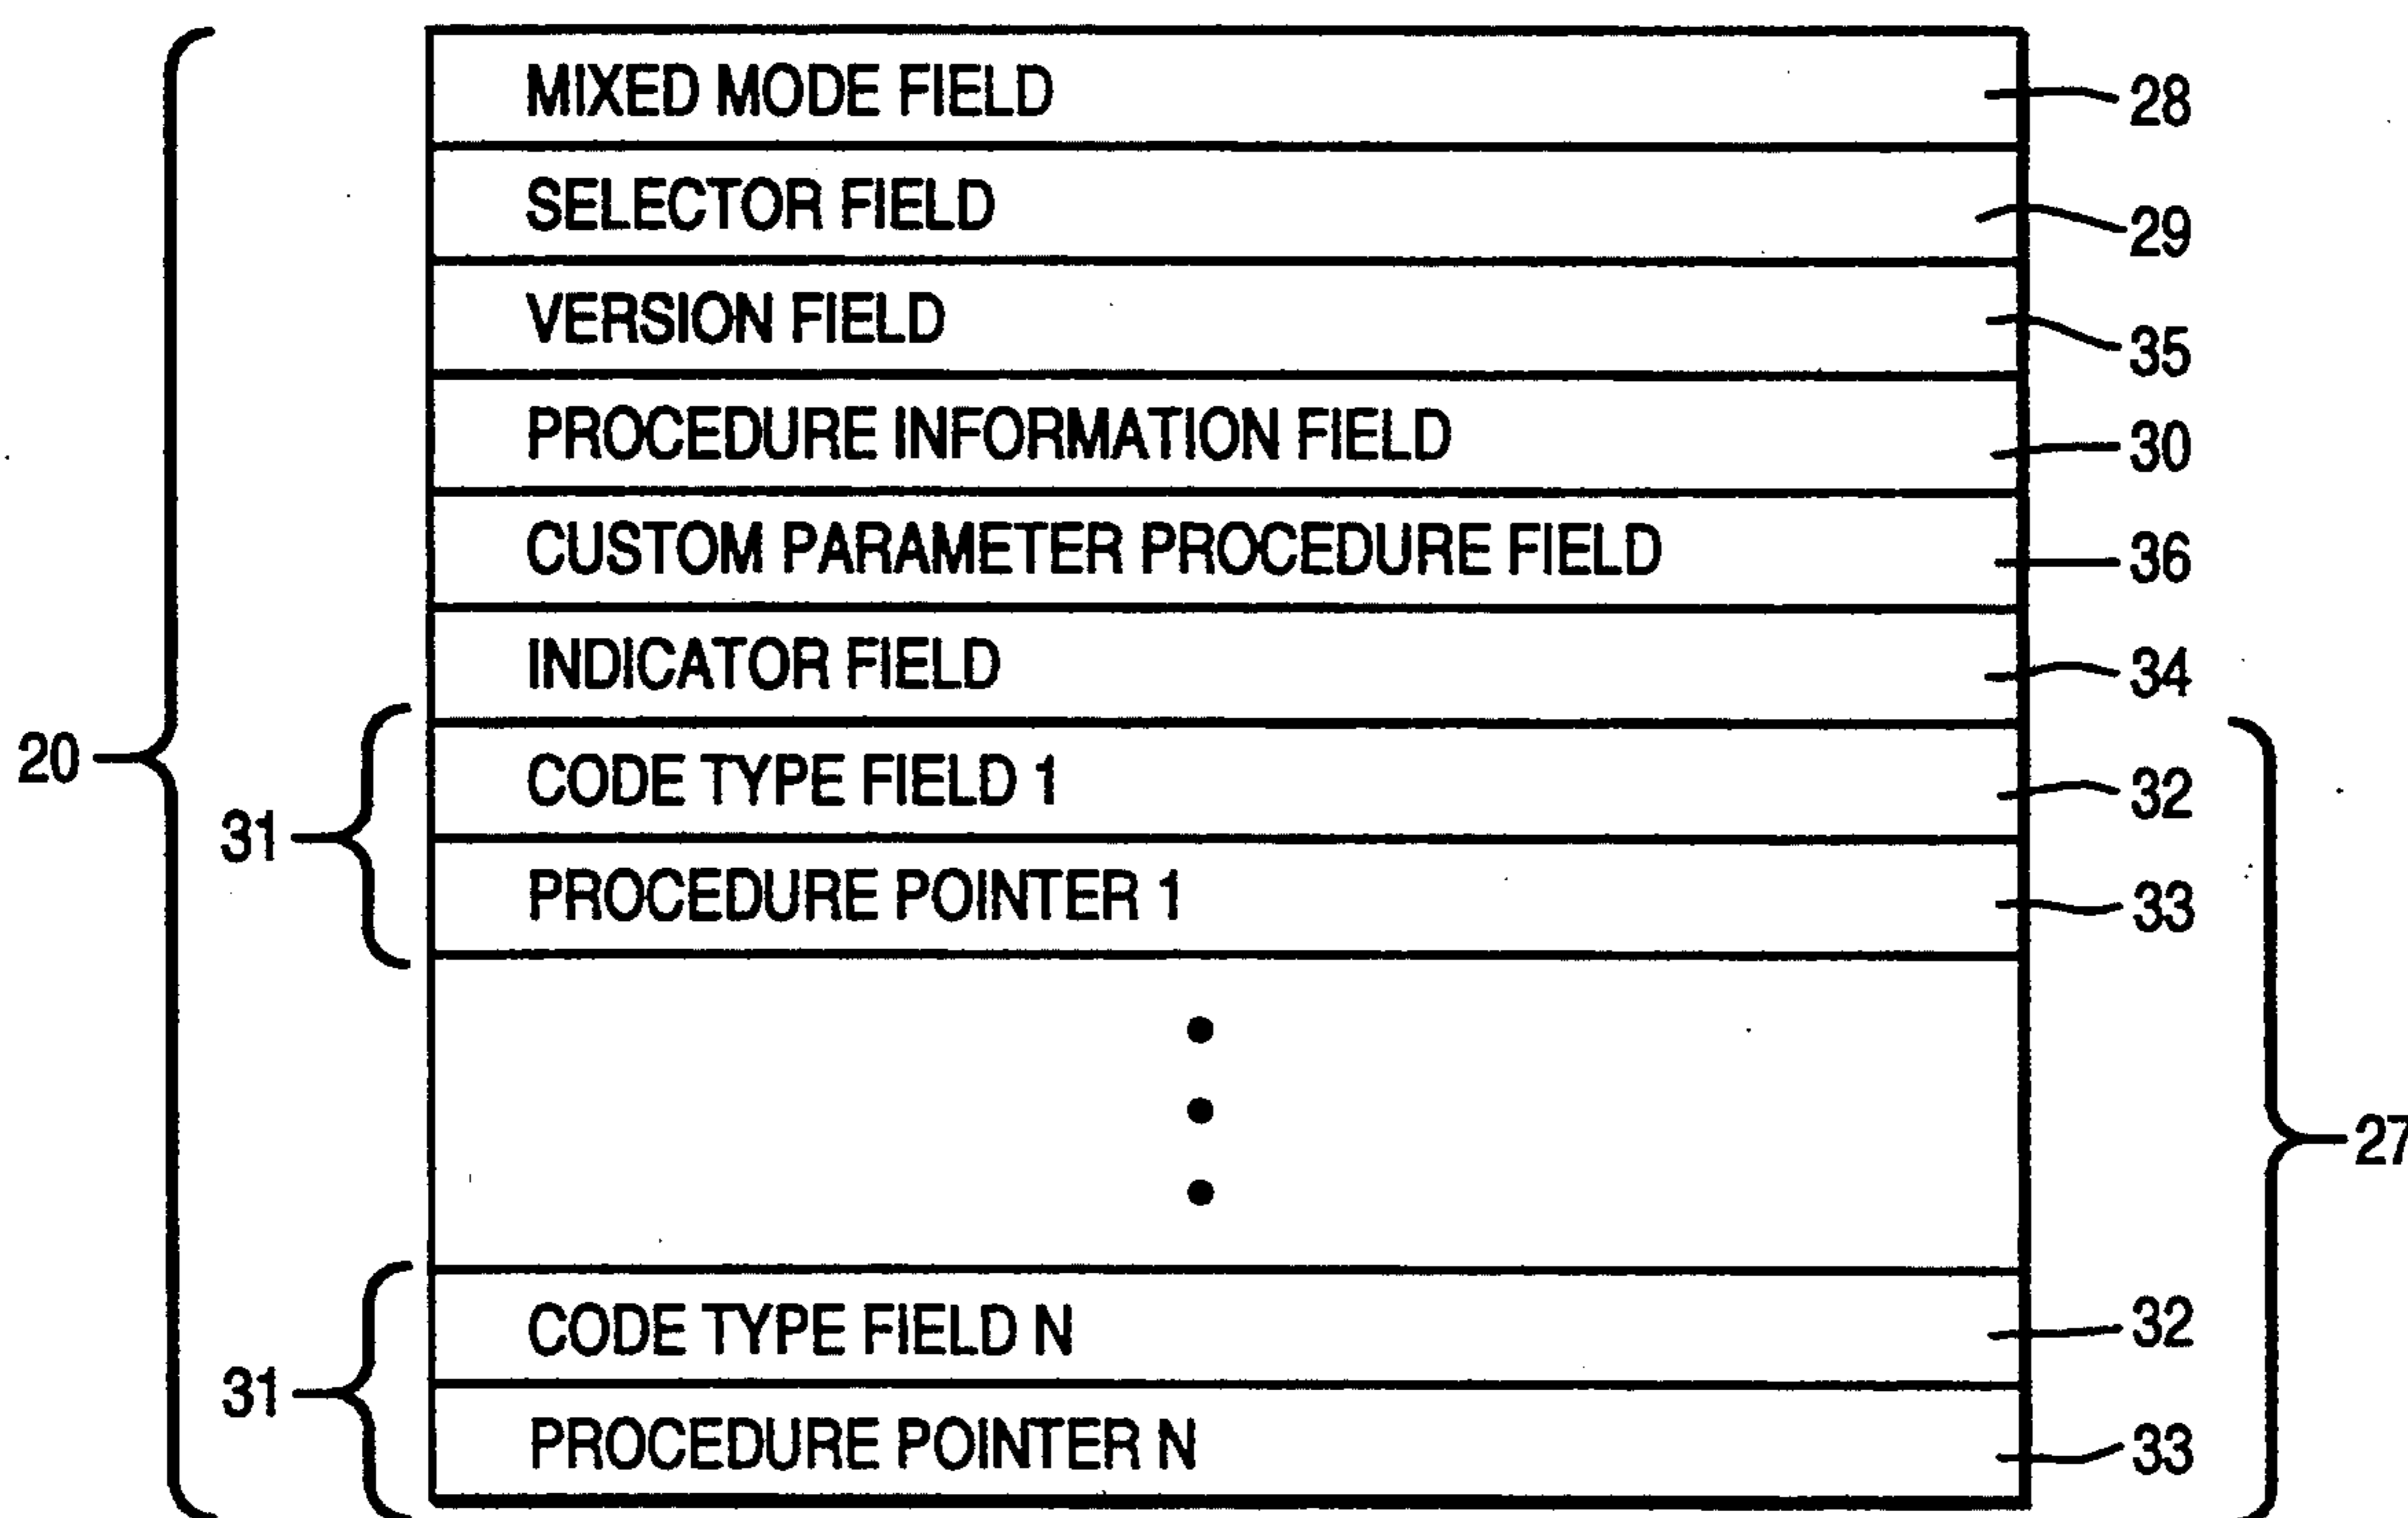 MIXED MODE FIELD 28
SELECTOR FIELD 29
VERSION FIELD 35
PROCEDURE INFORMATION FIELD 30
CUSTOM PARAMETER PROCEDURE FIELD 36
INDICATOR FIELD 34
20
31
CODE TYPE FIELD 1 32
PROCEDURE POINTER 1 33
27
31
CODE TYPE FIELD N 32
PROCEDURE POINTER N 33